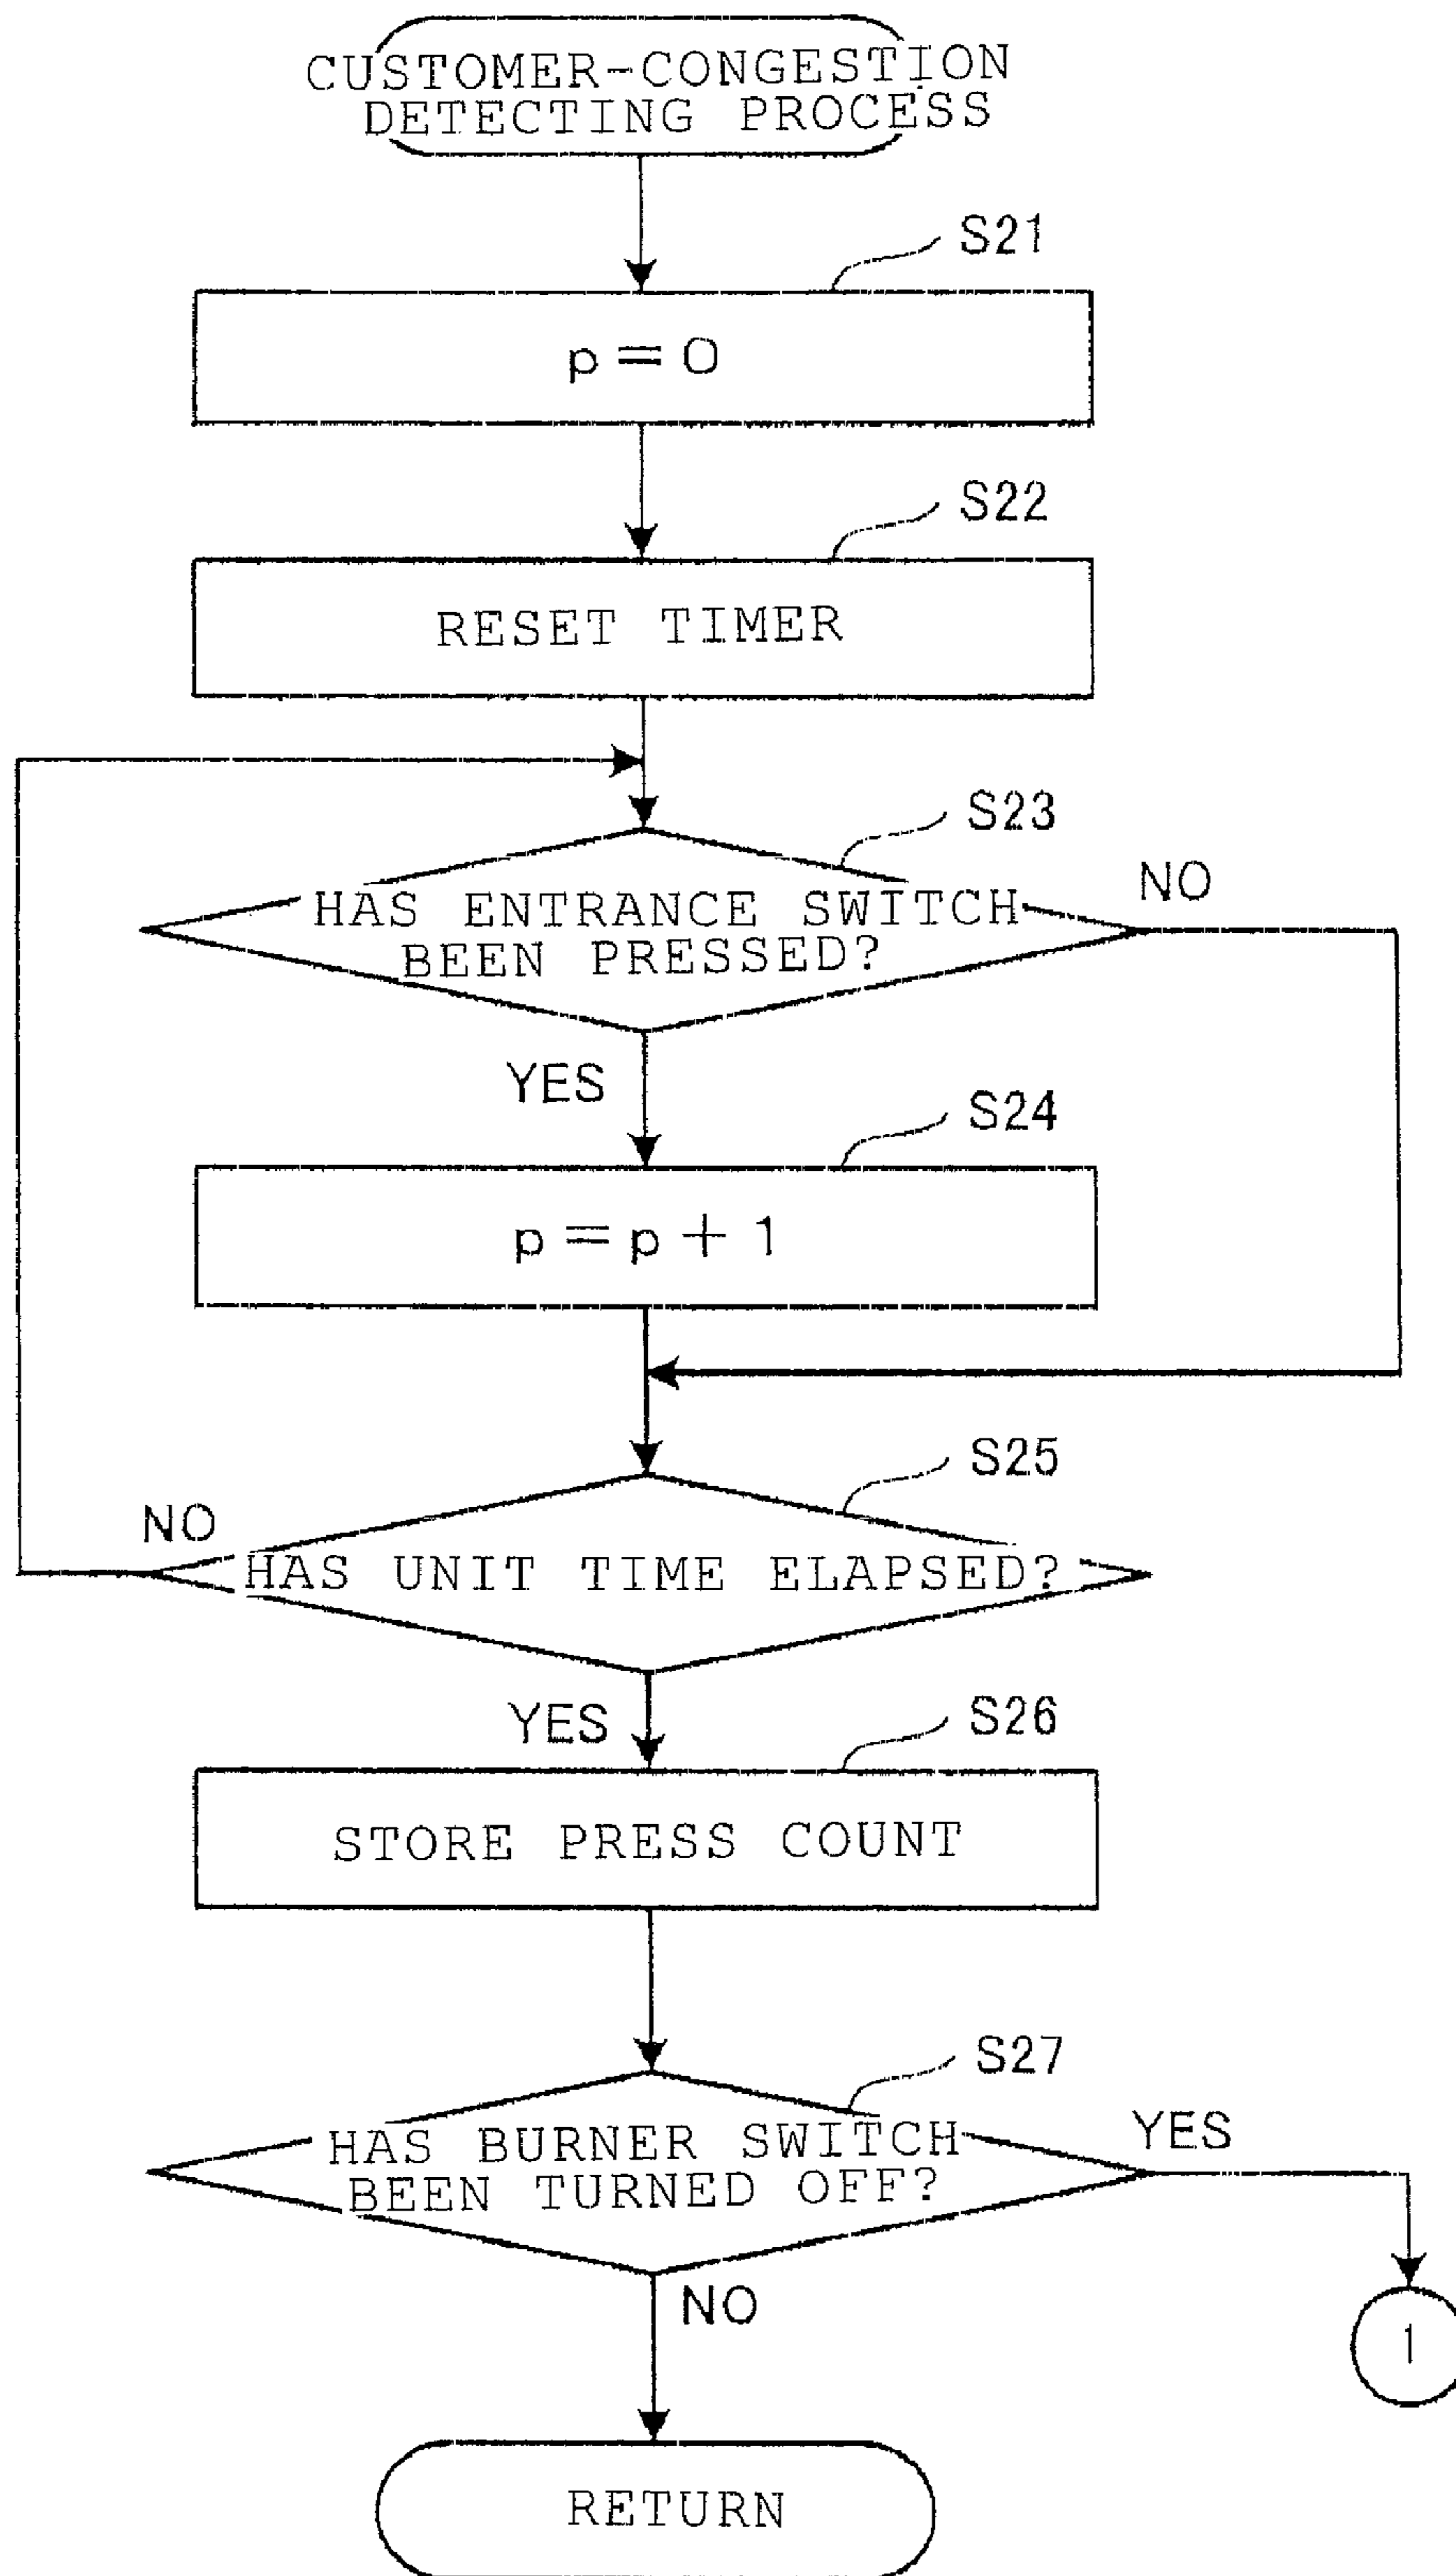 CUSTOMER-CONGESTION
DETECTING PROCESS
S21
p=0
S22
RESET TIMER
S23
HAS ENTRANCE SWITCH
BEEN PRESSED?
NO
YES
S24
p=p+1
S25
NO
HAS UNIT TIME ELAPSED?
YES
S26
STORE PRESS COUNT
S27
HAS BURNER SWITCH
BEEN TURNED OFF?
YES
NO
1
RETURN